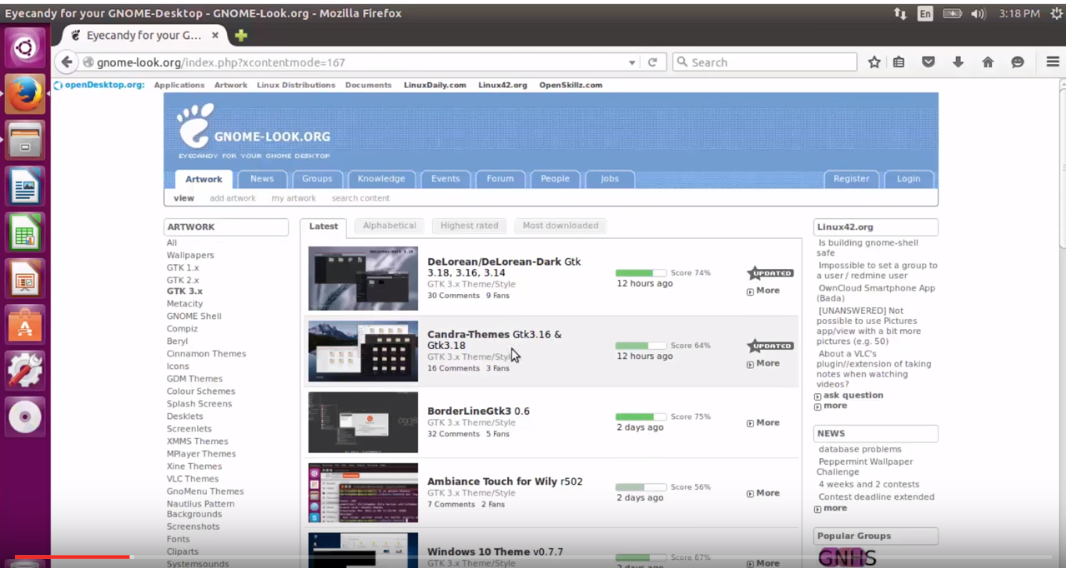 Eyecandy for your GNOME-Desktop - GNOME-Look.org - Mozilla Firefox
En
3:18 PM
Eyecandy for your G...
gnome-look.org/index.php?xcontentmode=167
Search
openDesktop.org: Applications Artwork Linux Distributions Documents LinuxDaily.com Linux42.org OpenSkillz.com
GNOME-LOOK.ORG
EYECANDY FOR YOUR GNOME DESKTOP
Artwork News Groups Knowledge Events Forum People Jobs Register Login
view add artwork my artwork search content
ARTWORK
All
Wallpapers
GTK 1.x
GTK 2.x
GTK 3.x
Metacity
GNOME Shell
Compiz
Beryl
Cinnamon Themes
Icons
GDM Themes
Colour Schemes
Splash Screens
Desklets
Screenlets
XMMS Themes
MPlayer Themes
Xine Themes
VLC Themes
GnoMenu Themes
Nautilus Pattern
Backgrounds
Screenshots
Fonts
Cliparts
Systemsounds
Latest Alphabetical Highest rated Most downloaded
DeLorean/DeLorean-Dark Gtk
3.18, 3.16, 3.14
GTK 3.x Theme/Style
30 Comments 9 Fans
Score 74%
12 hours ago
UPDATED
More
Candra-Themes Gtk3.16 &
Gtk3.18
GTK 3.x Theme/Style
16 Comments 3 Fans
Score 64%
12 hours ago
UPDATED
More
BorderLineGtk3 0.6
GTK 3.x Theme/Style
32 Comments 5 Fans
Score 75%
2 days ago
More
Ambiance Touch for Wily r502
GTK 3.x Theme/Style
7 Comments 2 Fans
Score 56%
2 days ago
More
Windows 10 Theme v0.7.7
GTK 3.x Theme/Style
Score 67%
2 days ago
More
Linux42.org
Is building gnome-shell
safe
Impossible to set a group to
a user / redmine user
OwnCloud Smartphone App
(Bada)
[UNANSWERED] Not
possible to use Pictures
app/view with a bit more
pictures (e.g. 50)
About a VLC's
plugin//extension of taking
notes when watching
videos?
ask question
more
NEWS
database problems
Peppermint Wallpaper
Challenge
4 weeks and 2 contests
Contest deadline extended
more
Popular Groups
GNHS